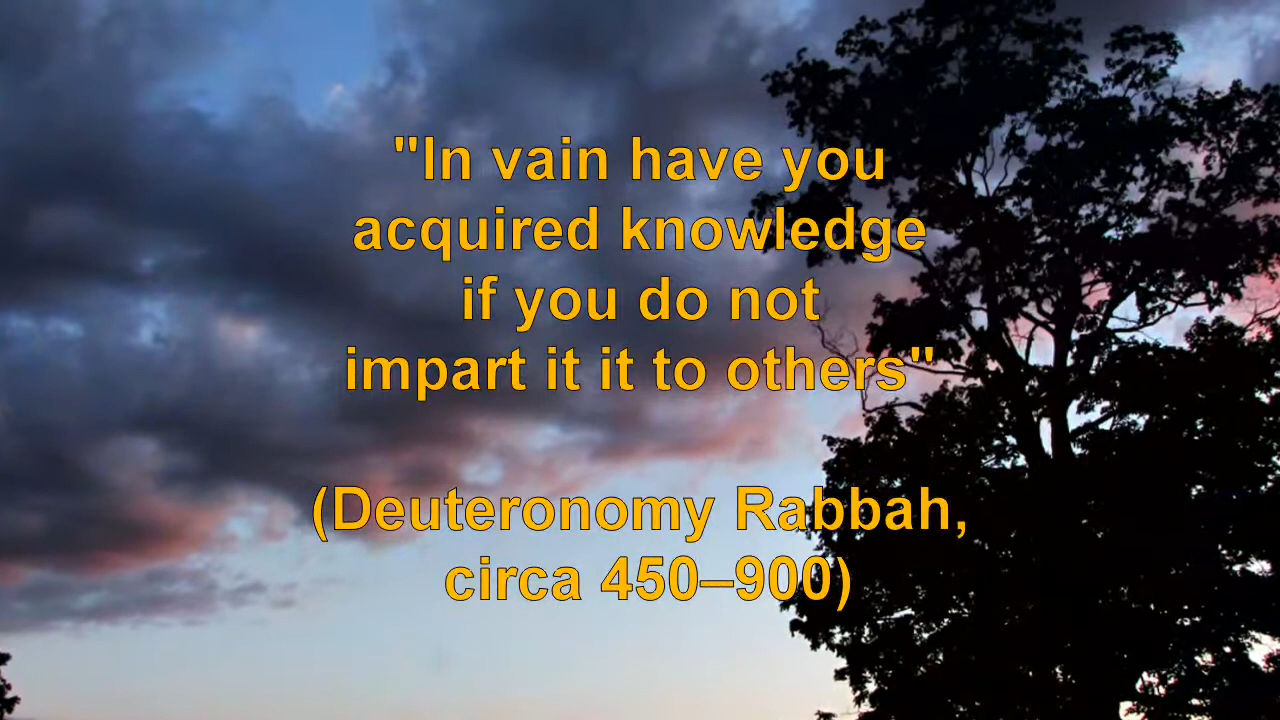 "In vain have you
acquired knowledge
if you do not
impart it it to others"
(Deuteronomy Rabbah,
circa 450–900)